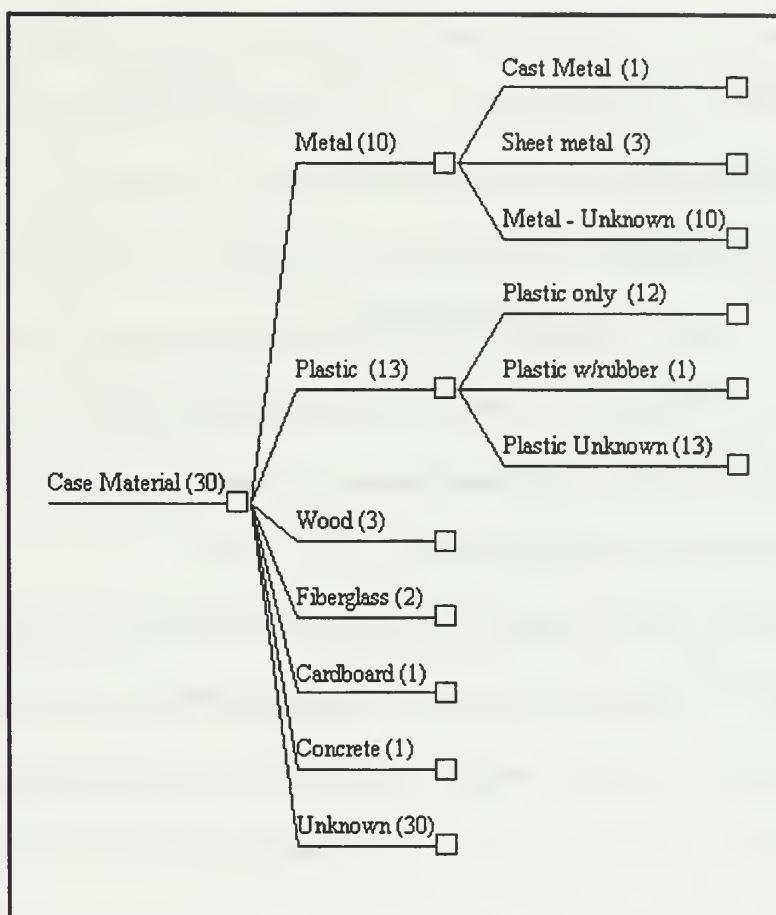 Cast Metal (1)
Metal (10)
Sheet metal (3)
Metal - Unknown (10)
Plastic only (12)
Plastic (13)
Plastic w/rubber (1)
Plastic Unknown (13)
Case Material (30)
Wood (3)
Fiberglass (2)
Cardboard (1)
Concrete (1)
Unknown (30)